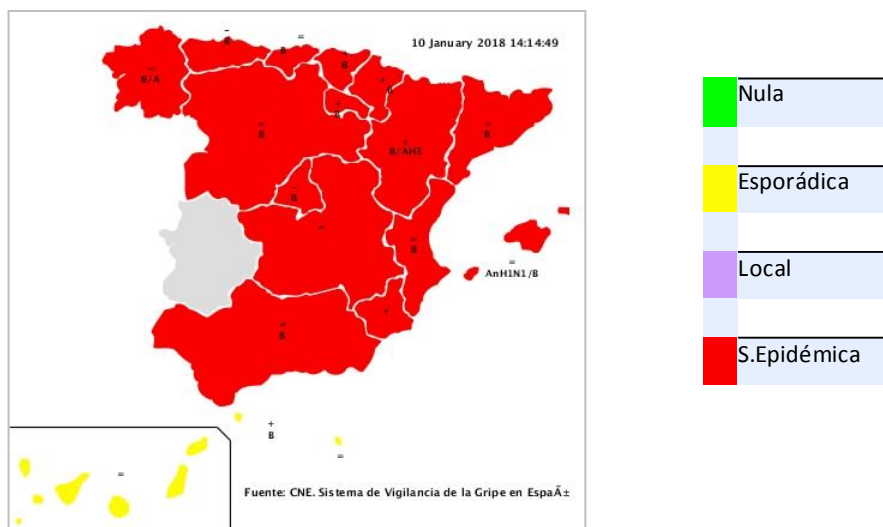 10 January 2018 14:14:49
–
B
=
B
+
B
+
B
+
B
=
B/A
=
B
+
B/AH3
=
B
–
B
=
=
B
=
AnH1N1/B
+
=
B
+
B
=
=
Fuente: CNE. Sistema de Vigilancia de la Gripe en EspaÃ±
Nula
Esporádica
Local
S.Epidémica